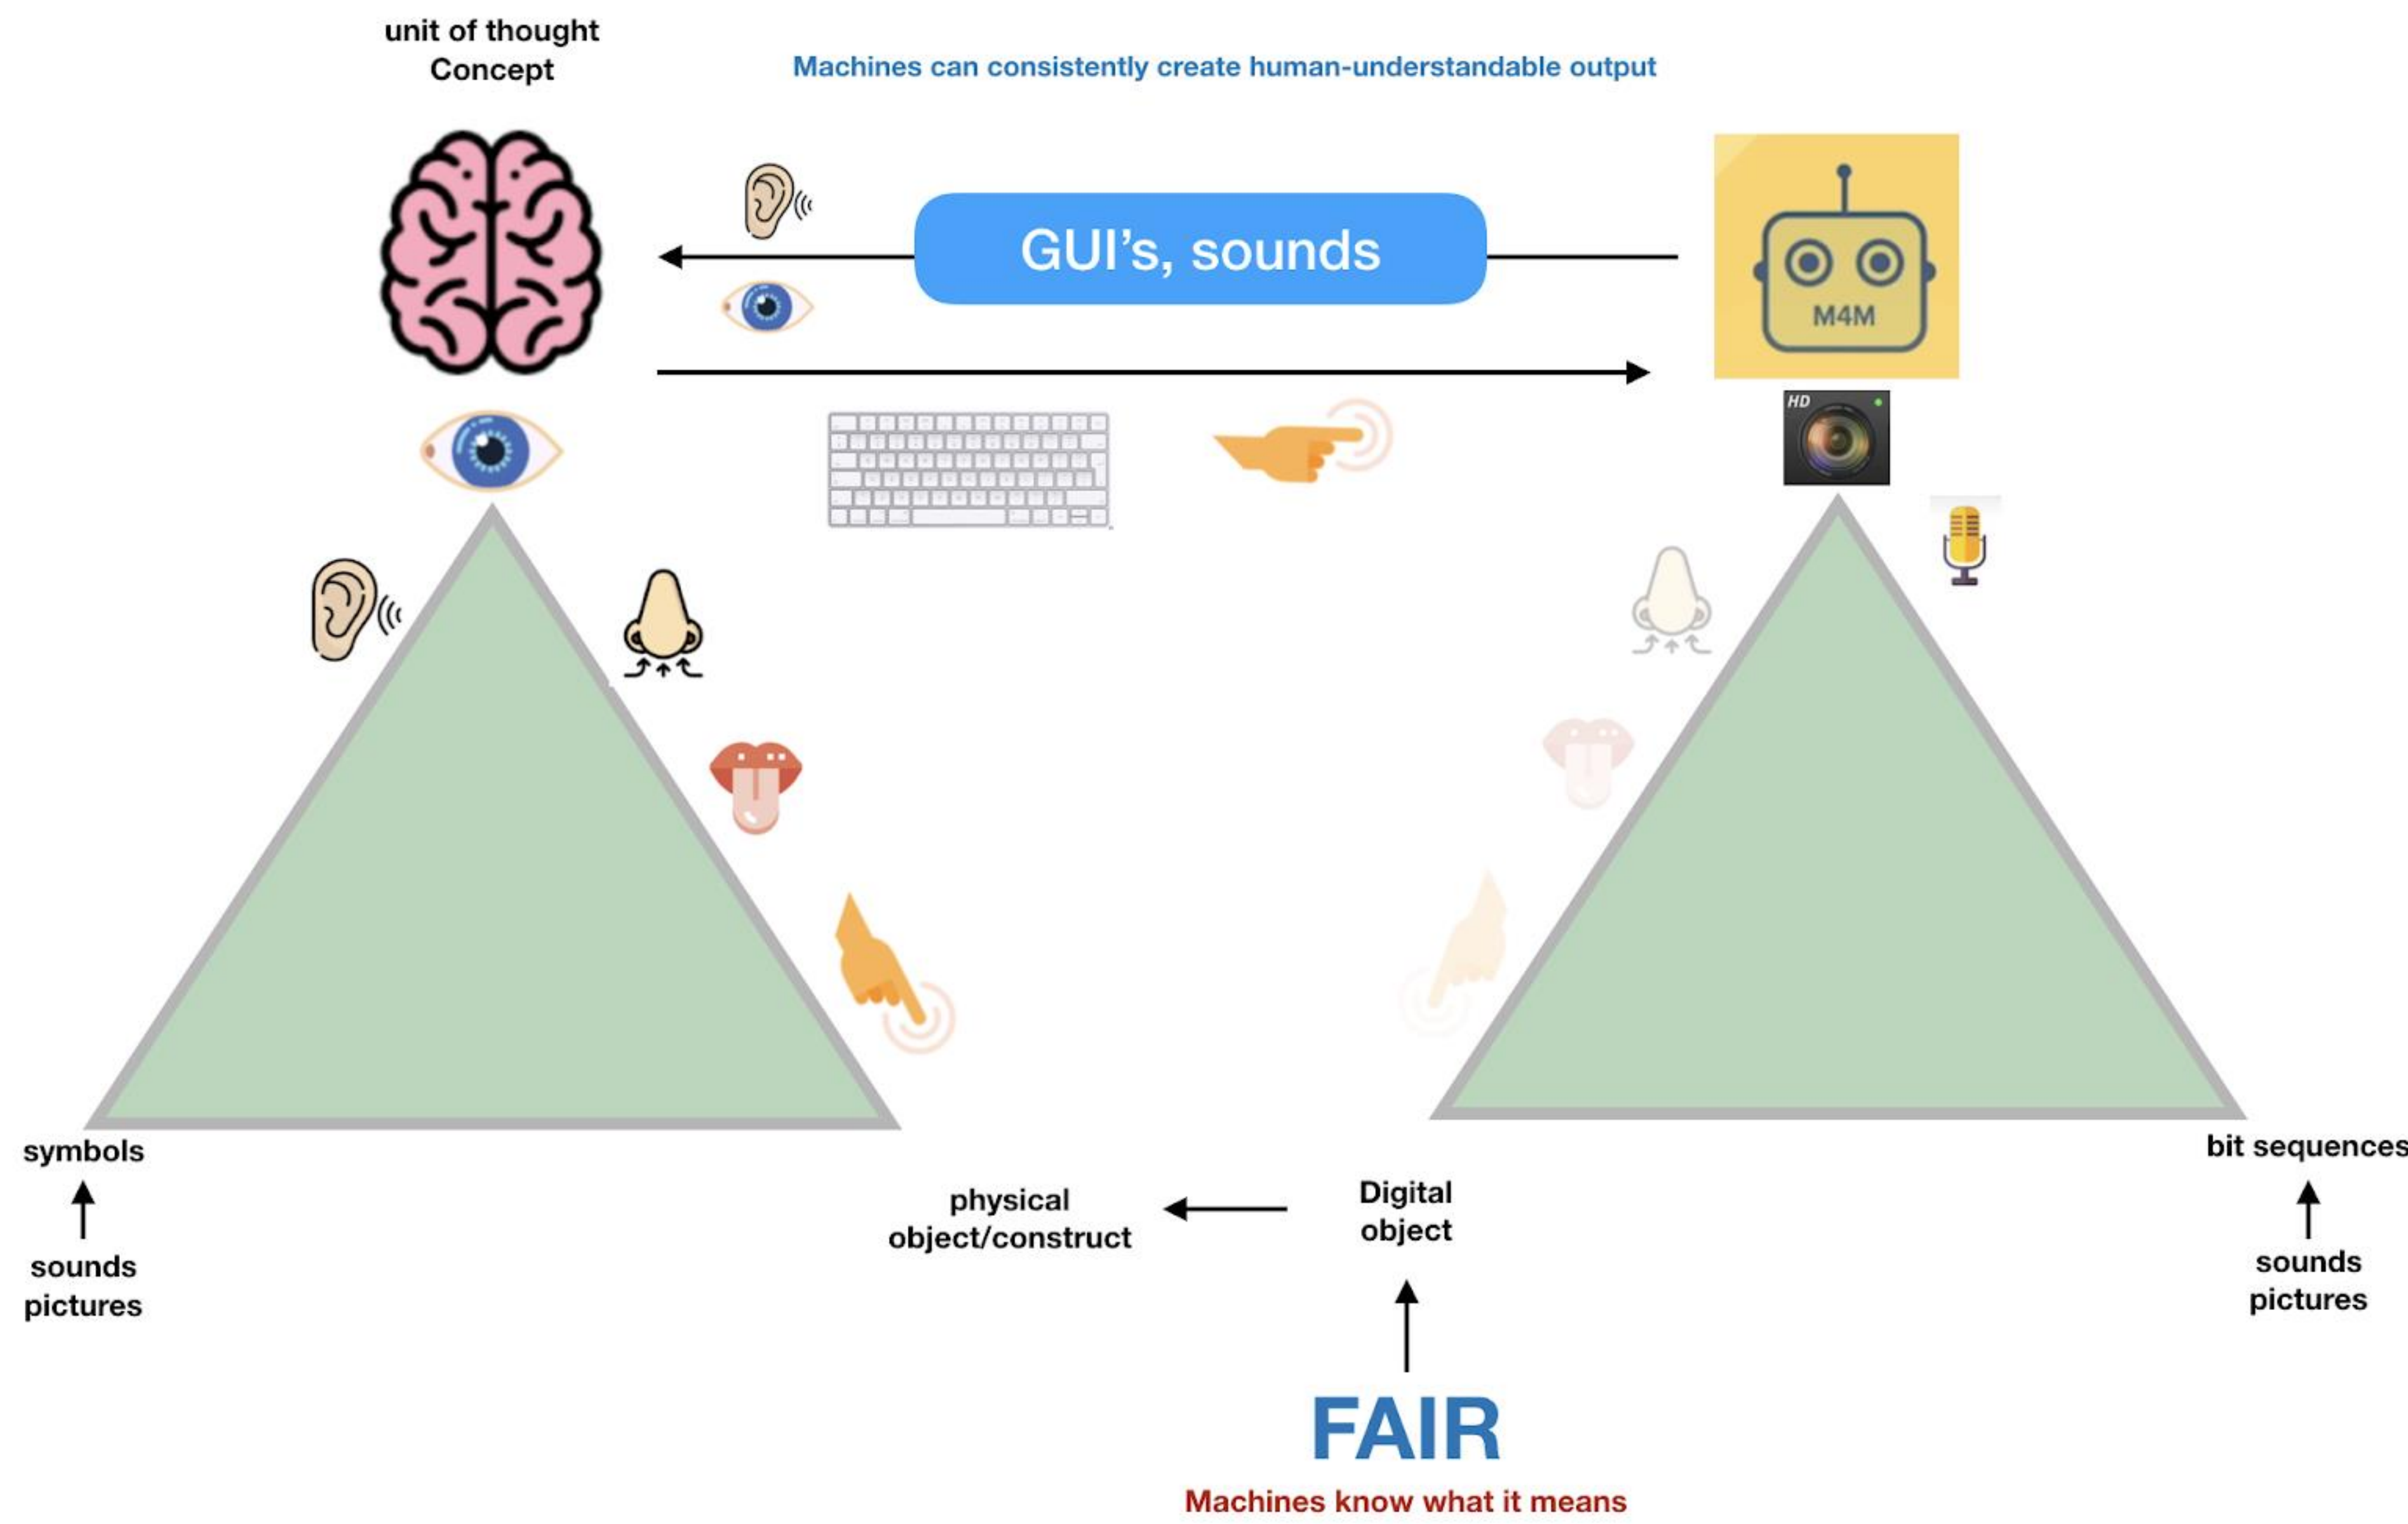 unit of thought
Concept
Machines can consistently create human-understandable output
GUI's, sounds
M4M
HD
symbols
sounds
pictures
physical
object/construct
Digital
object
bit sequences
sounds
pictures
FAIR
Machines know what it means